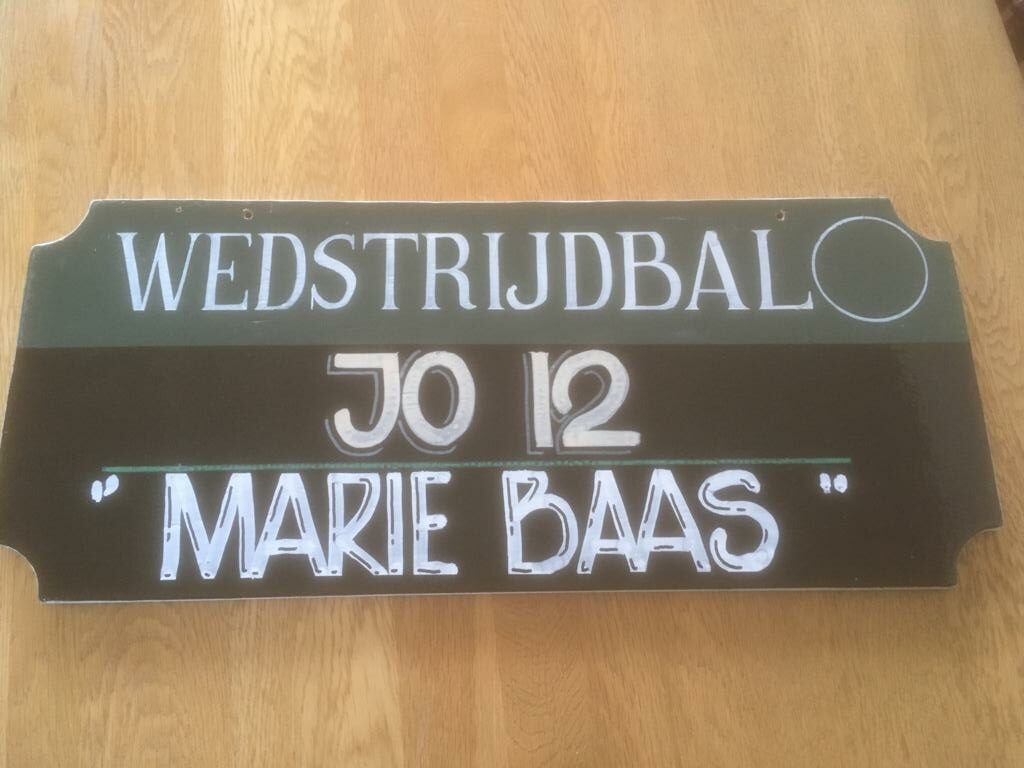 WEDSTRIJDBAL
JO 12
"MARIE BAAS"